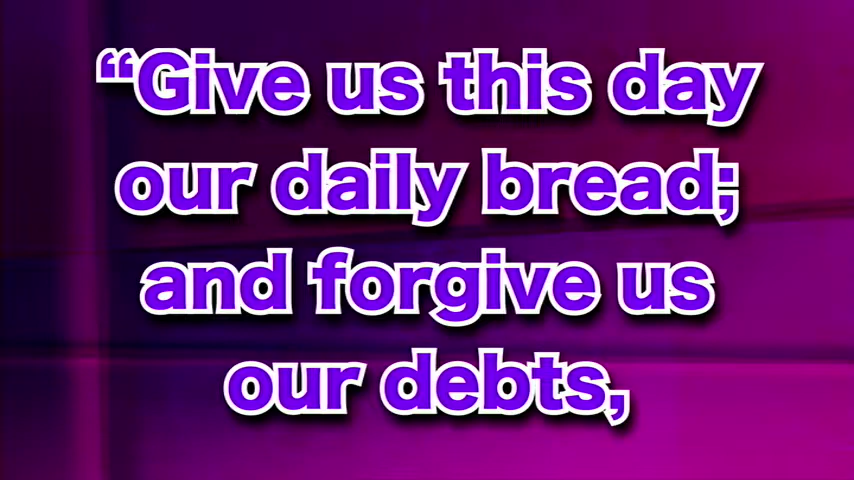 “Give us this day
our daily bread;
and forgive us
our debts,